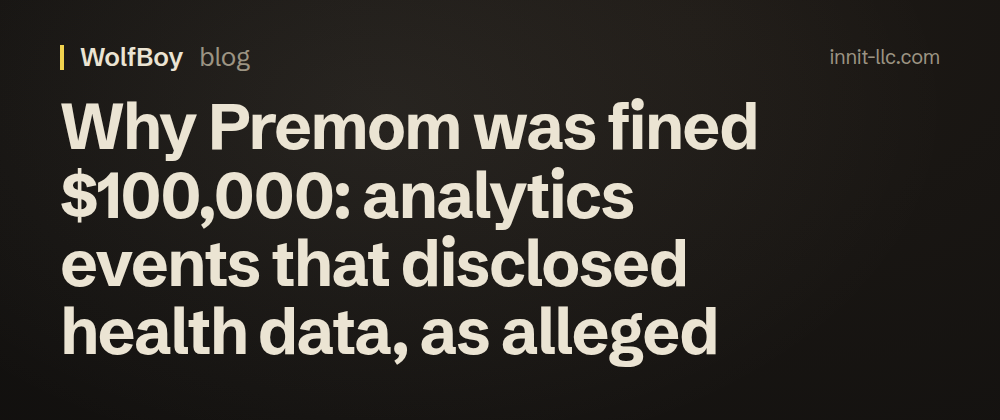 WolfBoy blog
innit-llc.com
Why Premom was fined
$100,000: analytics
events that disclosed
health data, as alleged